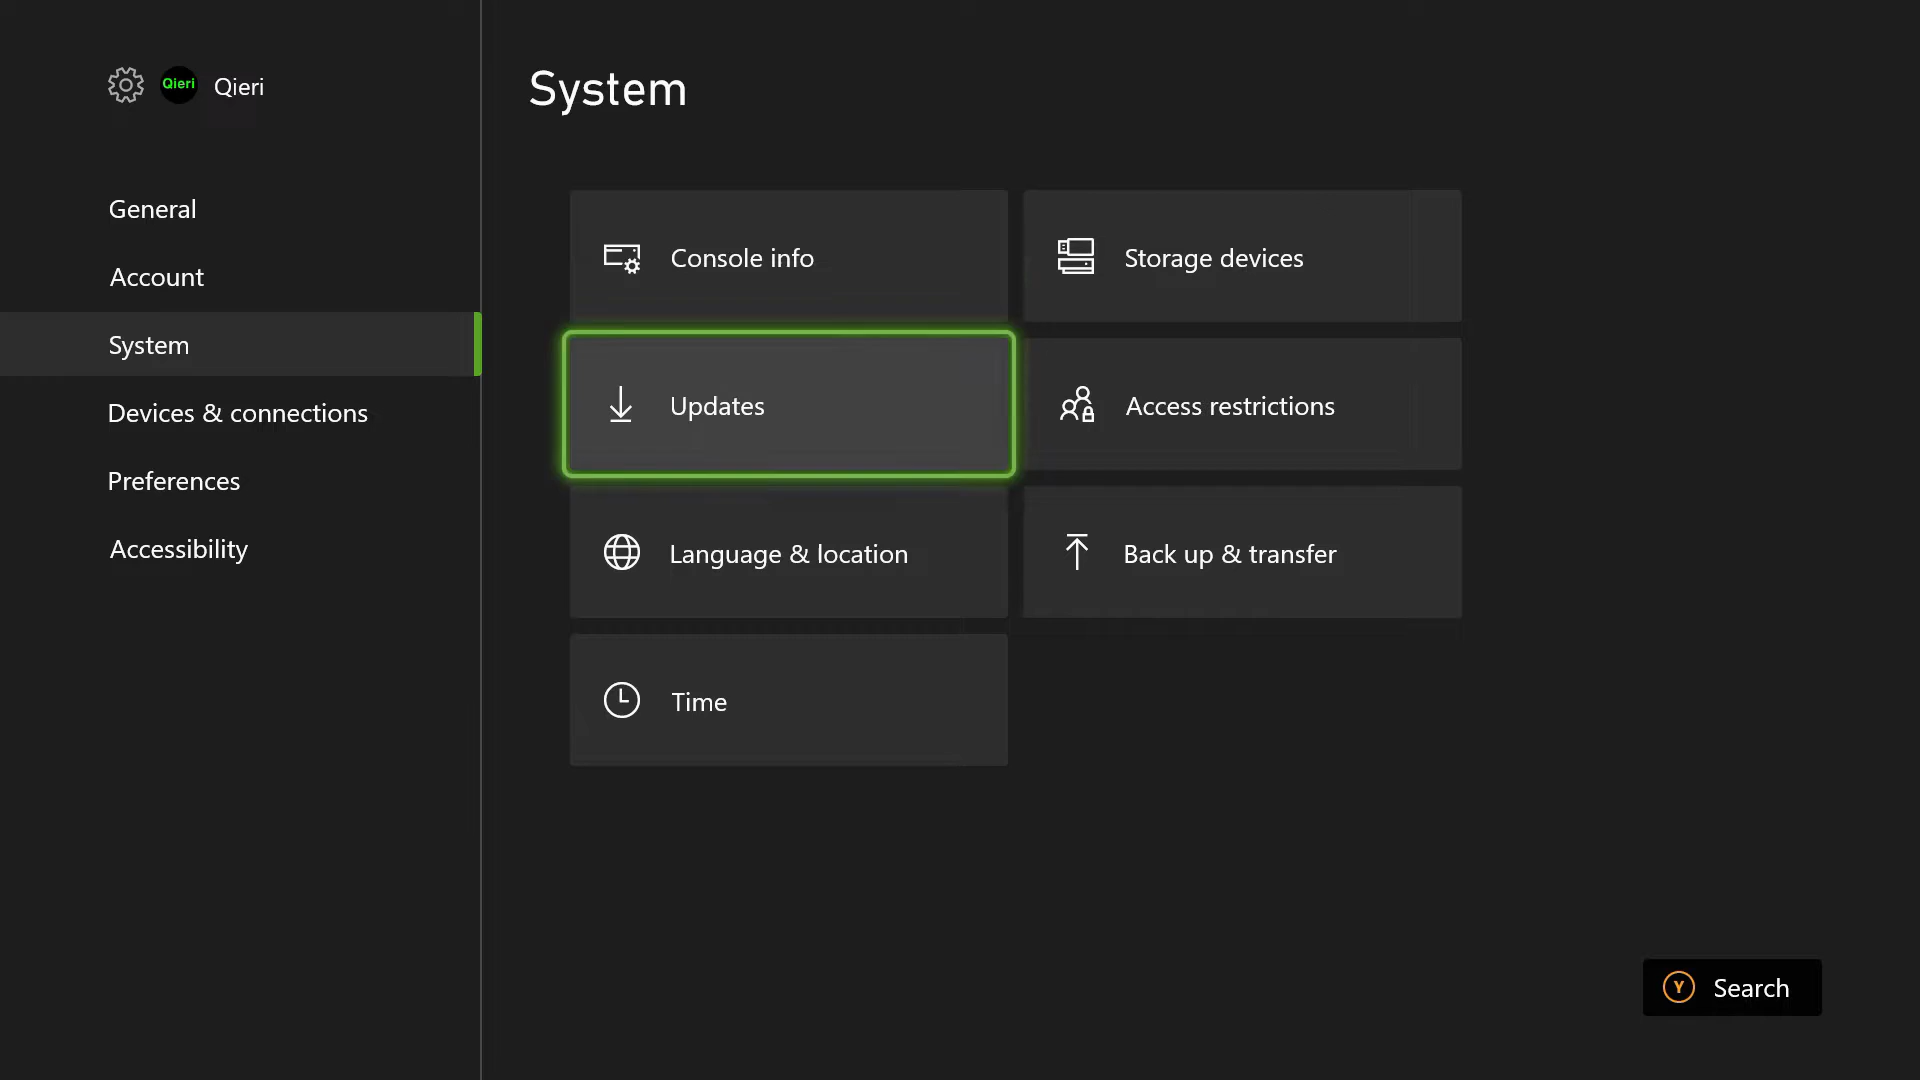 Qieri Qieri
General
Account
System
Devices & connections
Preferences
Accessibility
System
Console info
Storage devices
Updates
Access restrictions
Language & location
Back up & transfer
Time
Y Search